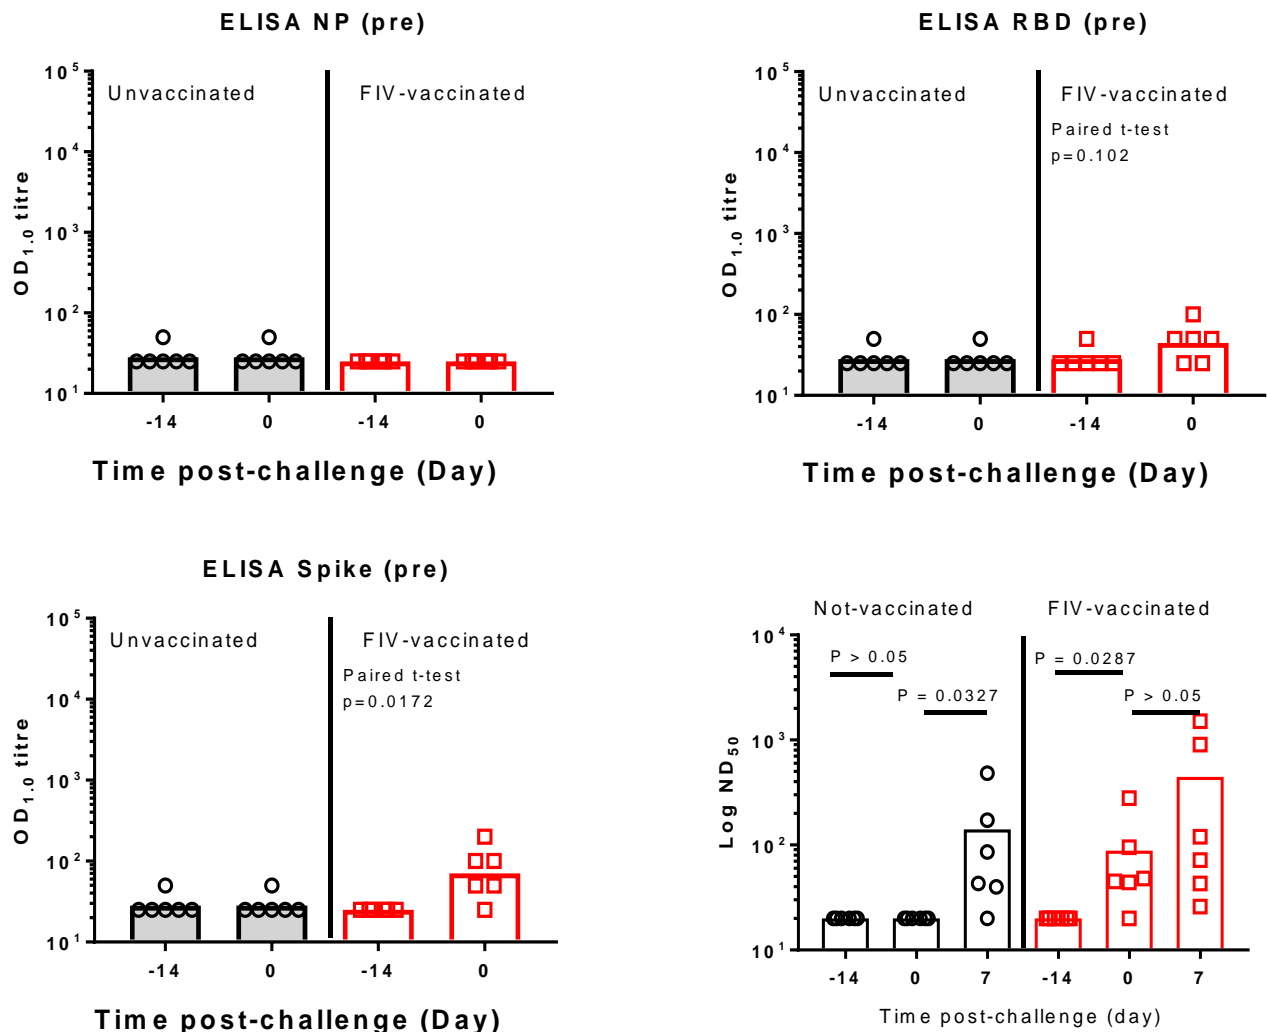 ELISA NP (pre)
10^5
Unvaccinated
FIV-vaccinated
10^4
10^3
10^2
10^1
OD1.0 titre
-14 0 -14 0
Time post-challenge (Day)
ELISA RBD (pre)
10^5
Unvaccinated
FIV-vaccinated
Paired t-test
p=0.102
10^4
10^3
10^2
10^1
OD1.0 titre
-14 0 -14 0
Time post-challenge (Day)
ELISA Spike (pre)
10^5
Unvaccinated
FIV-vaccinated
Paired t-test
p=0.0172
10^4
10^3
10^2
10^1
OD1.0 titre
-14 0 -14 0
Time post-challenge (Day)
Not-vaccinated
FIV-vaccinated
10^4
P > 0.05
P = 0.0287
P = 0.0327
P > 0.05
10^3
10^2
10^1
Log ND50
-14 0 7 -14 0 7
Time post-challenge (day)